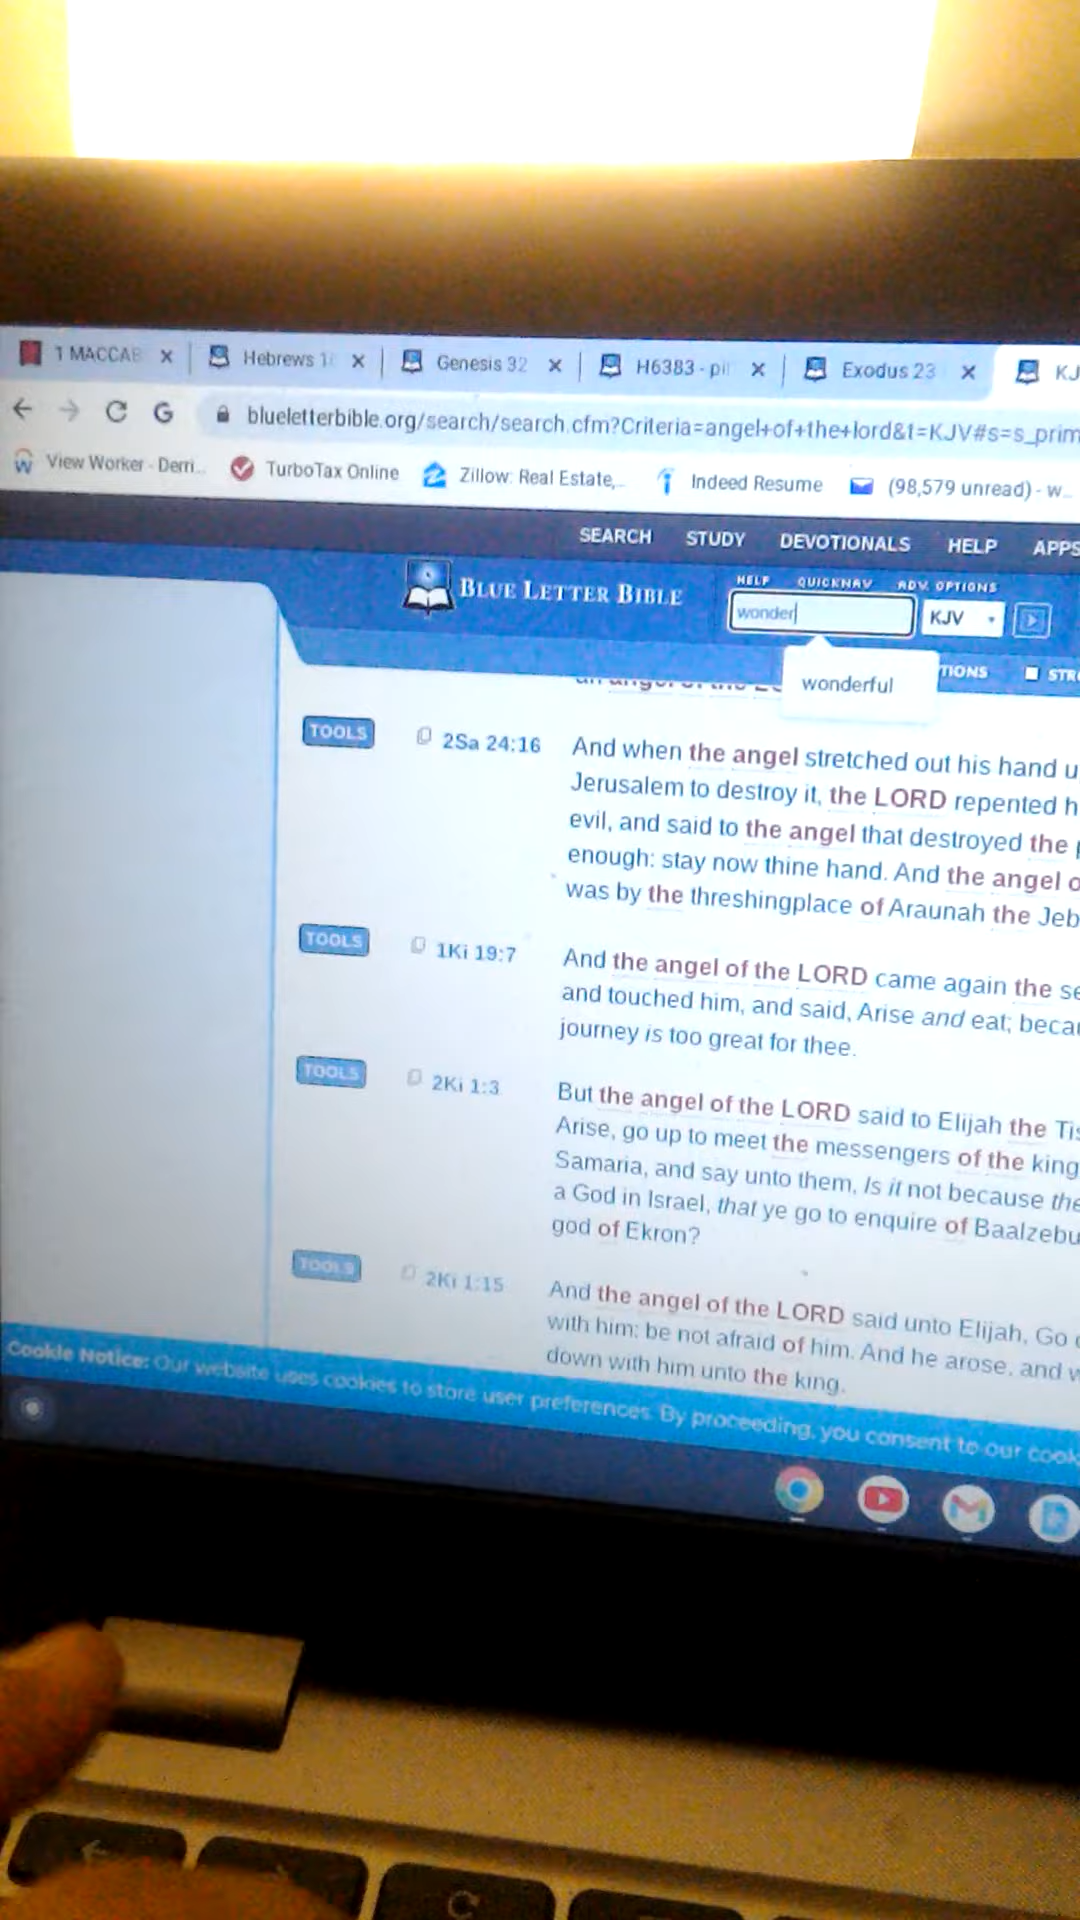 1 MACCAB
Hebrews 1
Genesis 32
H6383 - pi
Exodus 23
KJ
blueletterbible.org/search/search.cfm?Criteria=angel+of+the+lord&t=KJV#s=s_prim
View Worker - Derri...
TurboTax Online
Zillow: Real Estate,...
Indeed Resume
(98,579 unread) - w...
SEARCH STUDY DEVOTIONALS HELP APPS
HELP QUICKNAV ADV. OPTIONS
BLUE LETTER BIBLE
wonder
KJV
wonderful
TIONS
STR
TOOLS 2Sa 24:16 And when the angel stretched out his hand u
Jerusalem to destroy it, the LORD repented h
evil, and said to the angel that destroyed the p
enough: stay now thine hand. And the angel o
was by the threshingplace of Araunah the Jeb
TOOLS 1Ki 19:7 And the angel of the LORD came again the se
and touched him, and said, Arise and eat; becau
journey is too great for thee.
TOOLS 2Ki 1:3 But the angel of the LORD said to Elijah the Tis
Arise, go up to meet the messengers of the king
Samaria, and say unto them, Is it not because the
a God in Israel, that ye go to enquire of Baalzebu
god of Ekron?
TOOLS 2Ki 1:15 And the angel of the LORD said unto Elijah, Go
with him: be not afraid of him. And he arose, and w
down with him unto the king.
Cookie Notice: Our website uses cookies to store user preferences. By proceeding, you consent to our cook